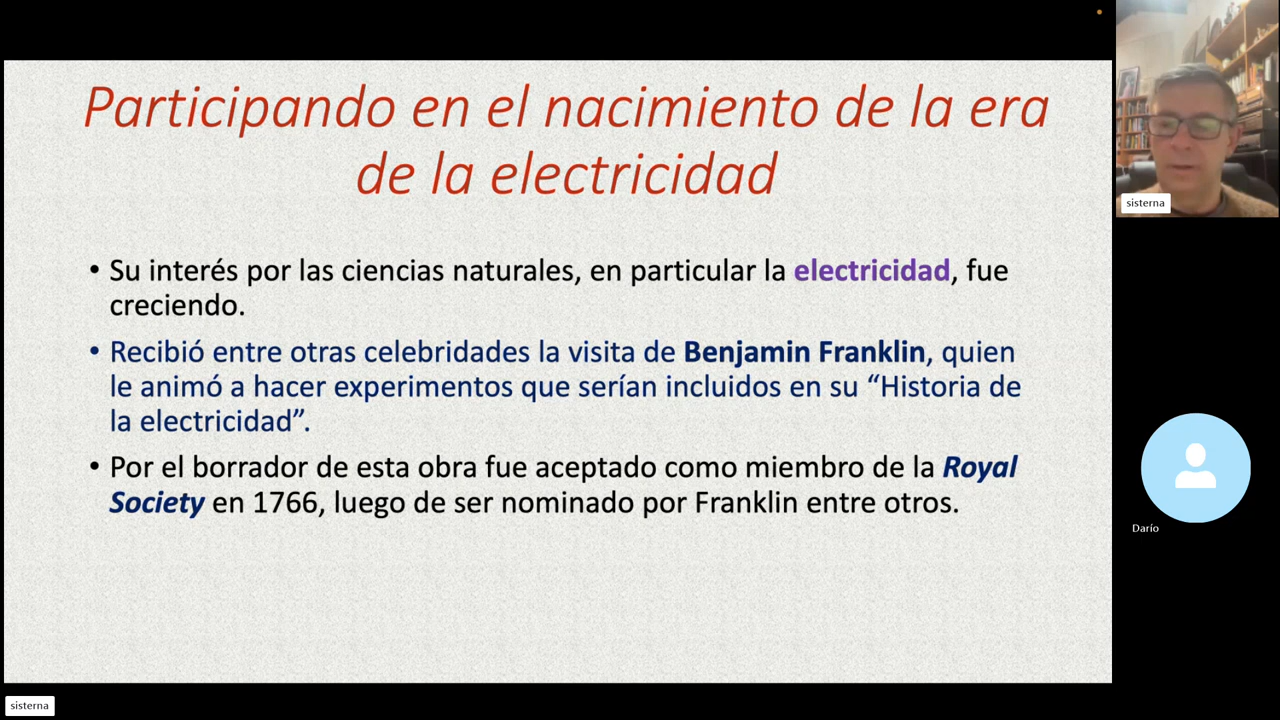 Participando en el nacimiento de la era
de la electricidad
• Su interés por las ciencias naturales, en particular la electricidad, fue
creciendo.
• Recibió entre otras celebridades la visita de Benjamin Franklin, quien
le animó a hacer experimentos que serían incluidos en su “Historia de
la electricidad”.
• Por el borrador de esta obra fue aceptado como miembro de la Royal
Society en 1766, luego de ser nominado por Franklin entre otros.
sisterna
Darío
sisterna